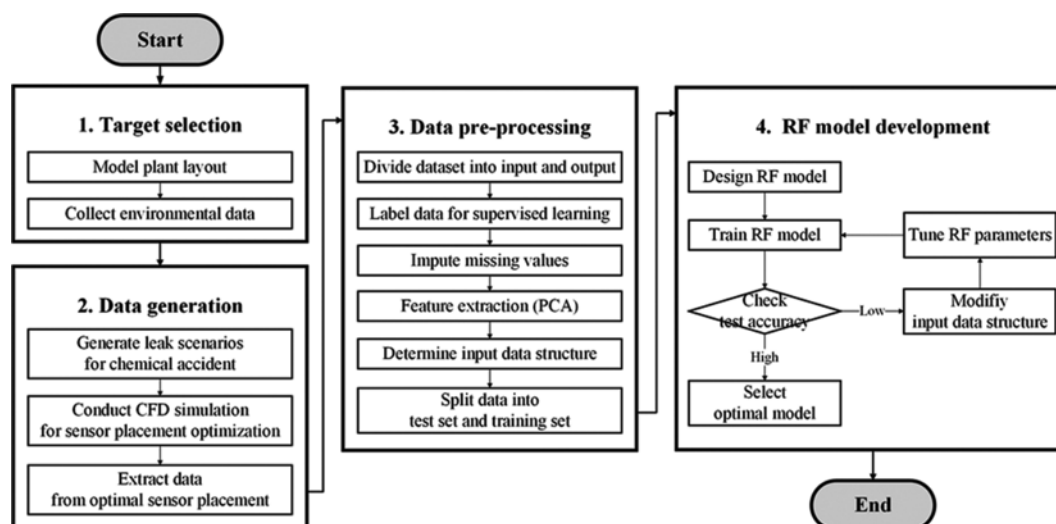 Start
1. Target selection
Model plant layout
Collect environmental data
2. Data generation
Generate leak scenarios
for chemical accident
Conduct CFD simulation
for sensor placement optimization
Extract data
from optimal sensor placement
3. Data pre-processing
Divide dataset into input and output
Label data for supervised learning
Impute missing values
Feature extraction (PCA)
Determine input data structure
Split data into
test set and training set
4. RF model development
Design RF model
Train RF model
Tune RF parameters
Check
test accuracy
Low
Modifiy
input data structure
High
Select
optimal model
End